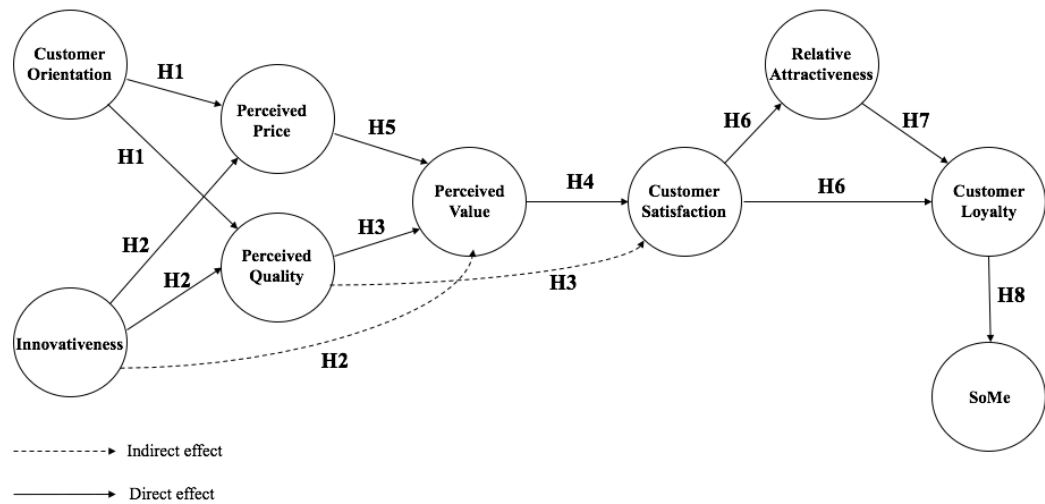 Customer
Orientation
H1
H1
Perceived
Price
H5
H2
Perceived
Quality
H2
H3
Innovativeness
H2
Perceived
Value
H4
H3
Customer
Satisfaction
H6
H6
Relative
Attractiveness
H7
Customer
Loyalty
H8
SoMe
Indirect effect
Direct effect